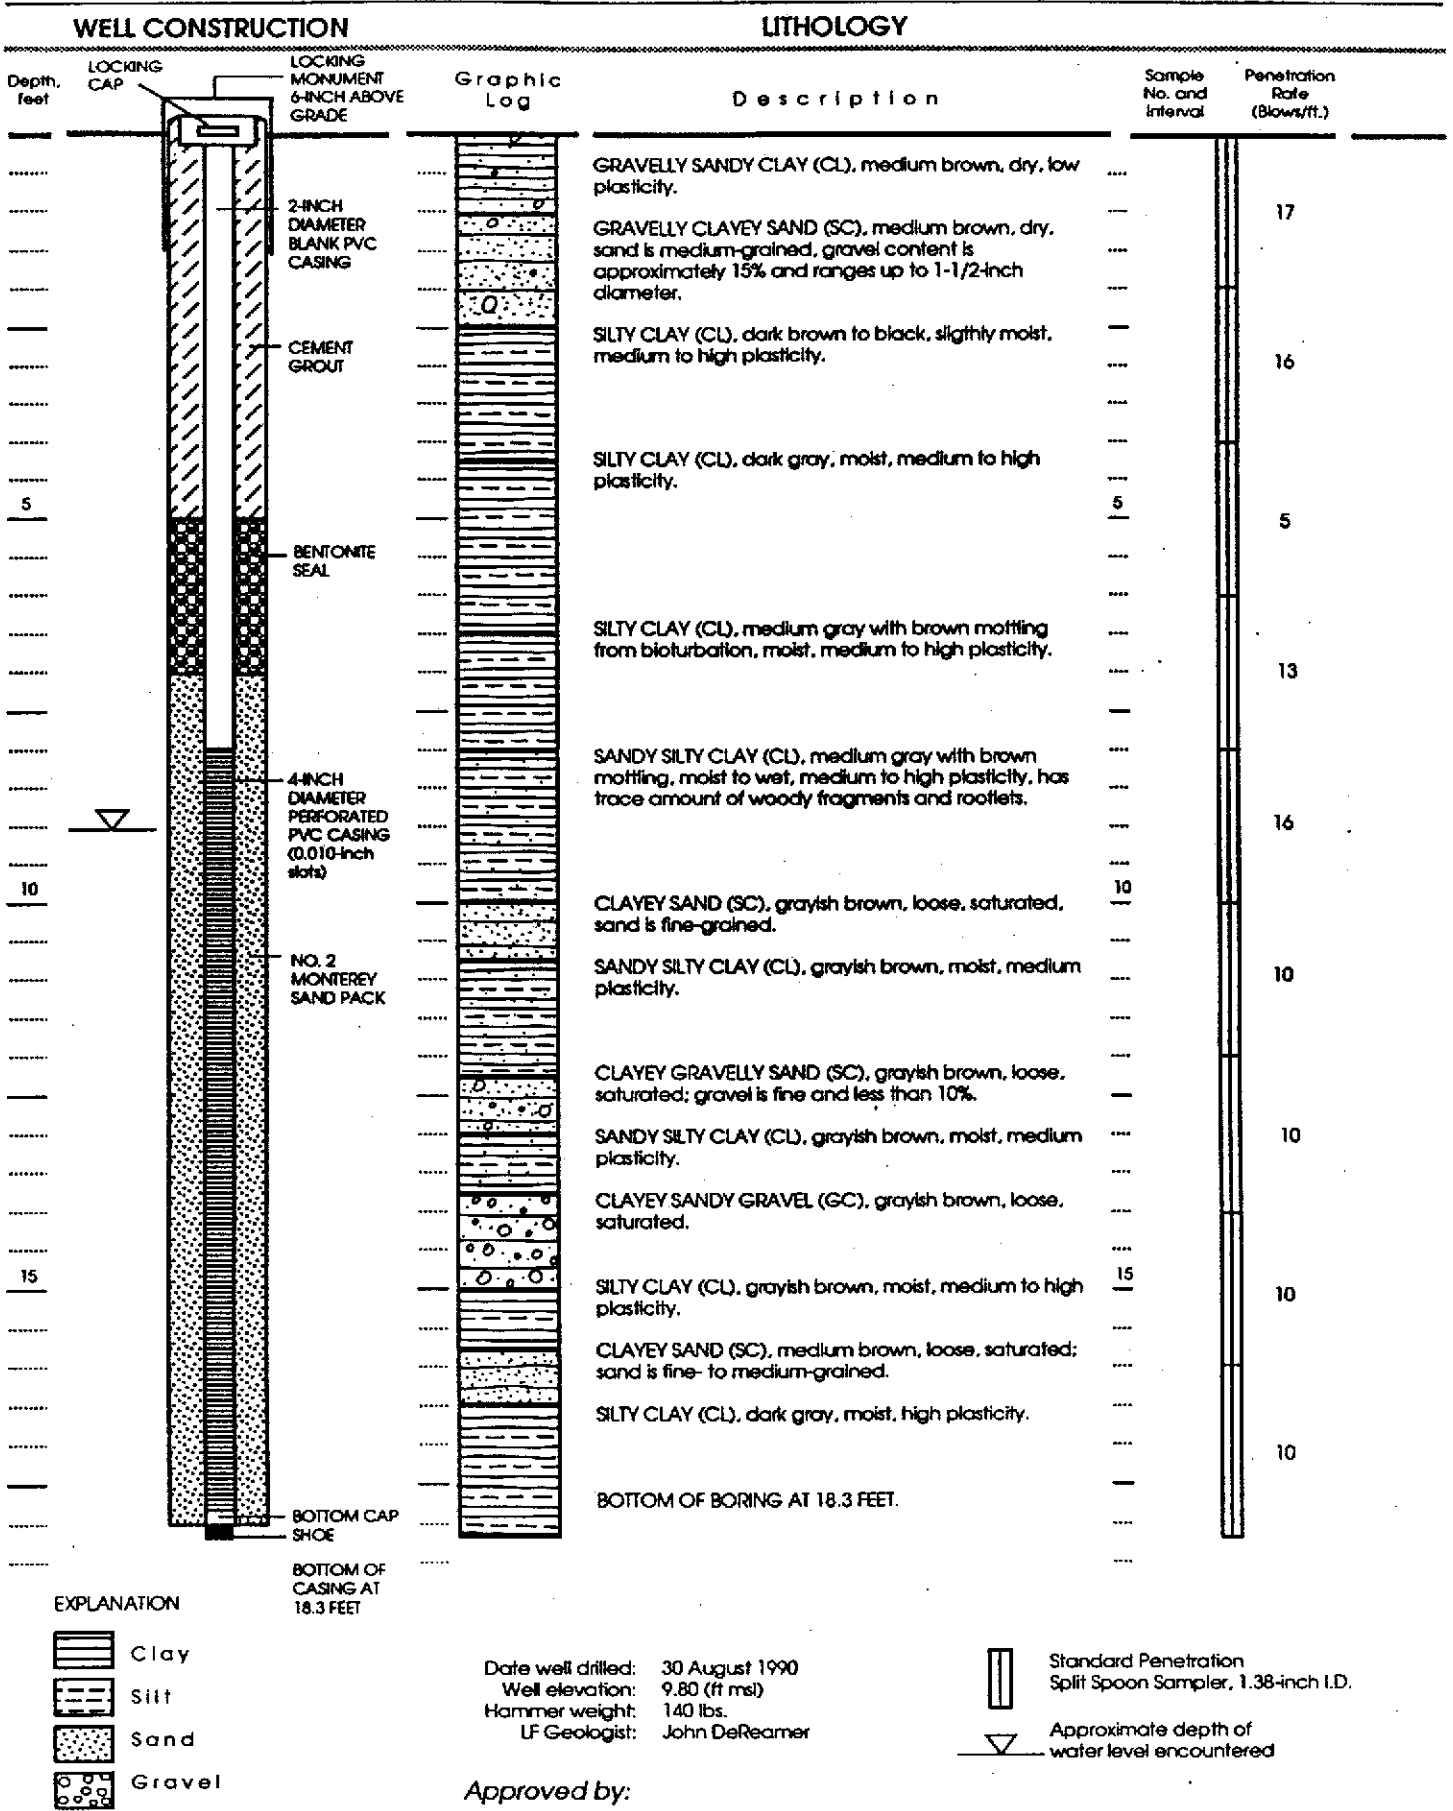 WELL CONSTRUCTION
LITHOLOGY
Depth,
feet
LOCKING
CAP
LOCKING
MONUMENT
6-INCH ABOVE
GRADE
Graphic
Log
Description
Sample
No. and
Interval
Penetration
Rate
(Blows/ft.)
2-INCH
DIAMETER
BLANK PVC
CASING
CEMENT
GROUT
5
BENTONITE
SEAL
4-INCH
DIAMETER
PERFORATED
PVC CASING
(0.010-inch
slots)
10
NO. 2
MONTEREY
SAND PACK
15
BOTTOM CAP
SHOE
BOTTOM OF
CASING AT
18.3 FEET
GRAVELLY SANDY CLAY (CL), medium brown, dry, low
plasticity.
GRAVELLY CLAYEY SAND (SC), medium brown, dry,
sand is medium-grained, gravel content is
approximately 15% and ranges up to 1-1/2-inch
diameter.
SILTY CLAY (CL), dark brown to black, sligthly moist,
medium to high plasticity.
SILTY CLAY (CL), dark gray, moist, medium to high
plasticity.
SILTY CLAY (CL), medium gray with brown mottling
from bioturbation, moist, medium to high plasticity.
SANDY SILTY CLAY (CL), medium gray with brown
mottling, moist to wet, medium to high plasticity, has
trace amount of woody fragments and rootlets.
CLAYEY SAND (SC), grayish brown, loose, saturated,
sand is fine-grained.
SANDY SILTY CLAY (CL), grayish brown, moist, medium
plasticity.
CLAYEY GRAVELLY SAND (SC), grayish brown, loose,
saturated; gravel is fine and less than 10%.
SANDY SILTY CLAY (CL), grayish brown, moist, medium
plasticity.
CLAYEY SANDY GRAVEL (GC), grayish brown, loose,
saturated.
SILTY CLAY (CL), grayish brown, moist, medium to high
plasticity.
CLAYEY SAND (SC), medium brown, loose, saturated;
sand is fine- to medium-grained.
SILTY CLAY (CL), dark gray, moist, high plasticity.
BOTTOM OF BORING AT 18.3 FEET.
5
10
15
17
16
5
13
16
10
10
10
10
EXPLANATION
Clay
Silt
Sand
Gravel
Date well drilled: 30 August 1990
Well elevation: 9.80 (ft msl)
Hammer weight: 140 lbs.
LF Geologist: John DeReamer
Approved by:
Standard Penetration
Split Spoon Sampler, 1.38-inch I.D.
Approximate depth of
water level encountered